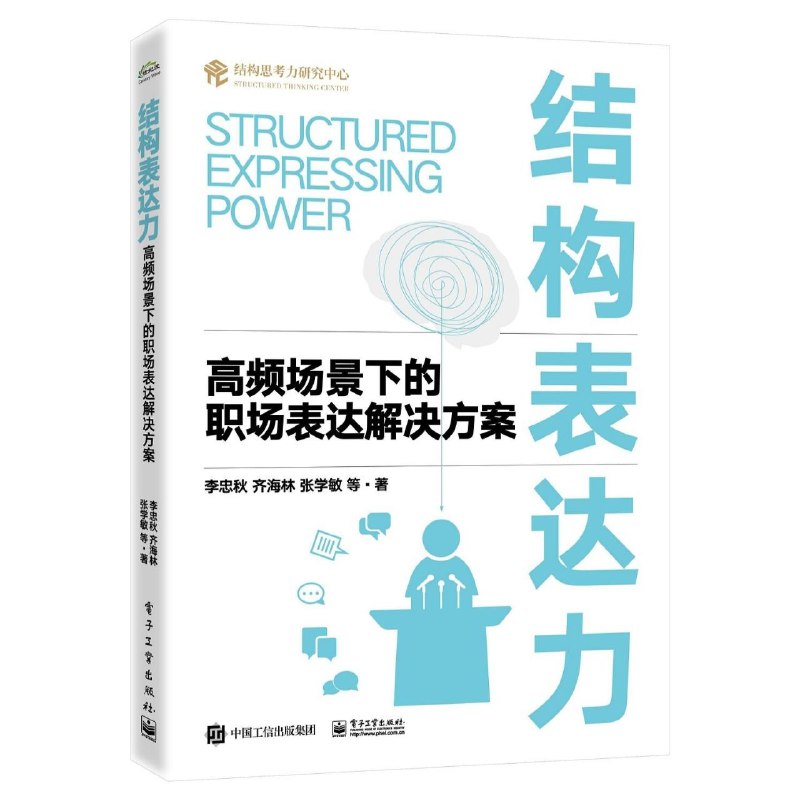 结构思考力研究中心
STRUCTURED THINKING CENTER
STRUCTURED
EXPRESSING
POWER
结构表达力
高频场景下的
职场表达解决方案
李忠秋 齐海林 张学敏 等·著
中国工信出版集团
電子工業出版社
PUBLISHING HOUSE OF ELECTRONICS INDUSTRY
http://www.phei.com.cn
结构表达力
高频场景下的职场表达解决方案
李忠秋 齐海林
张学敏 等·著
電子工業出版社